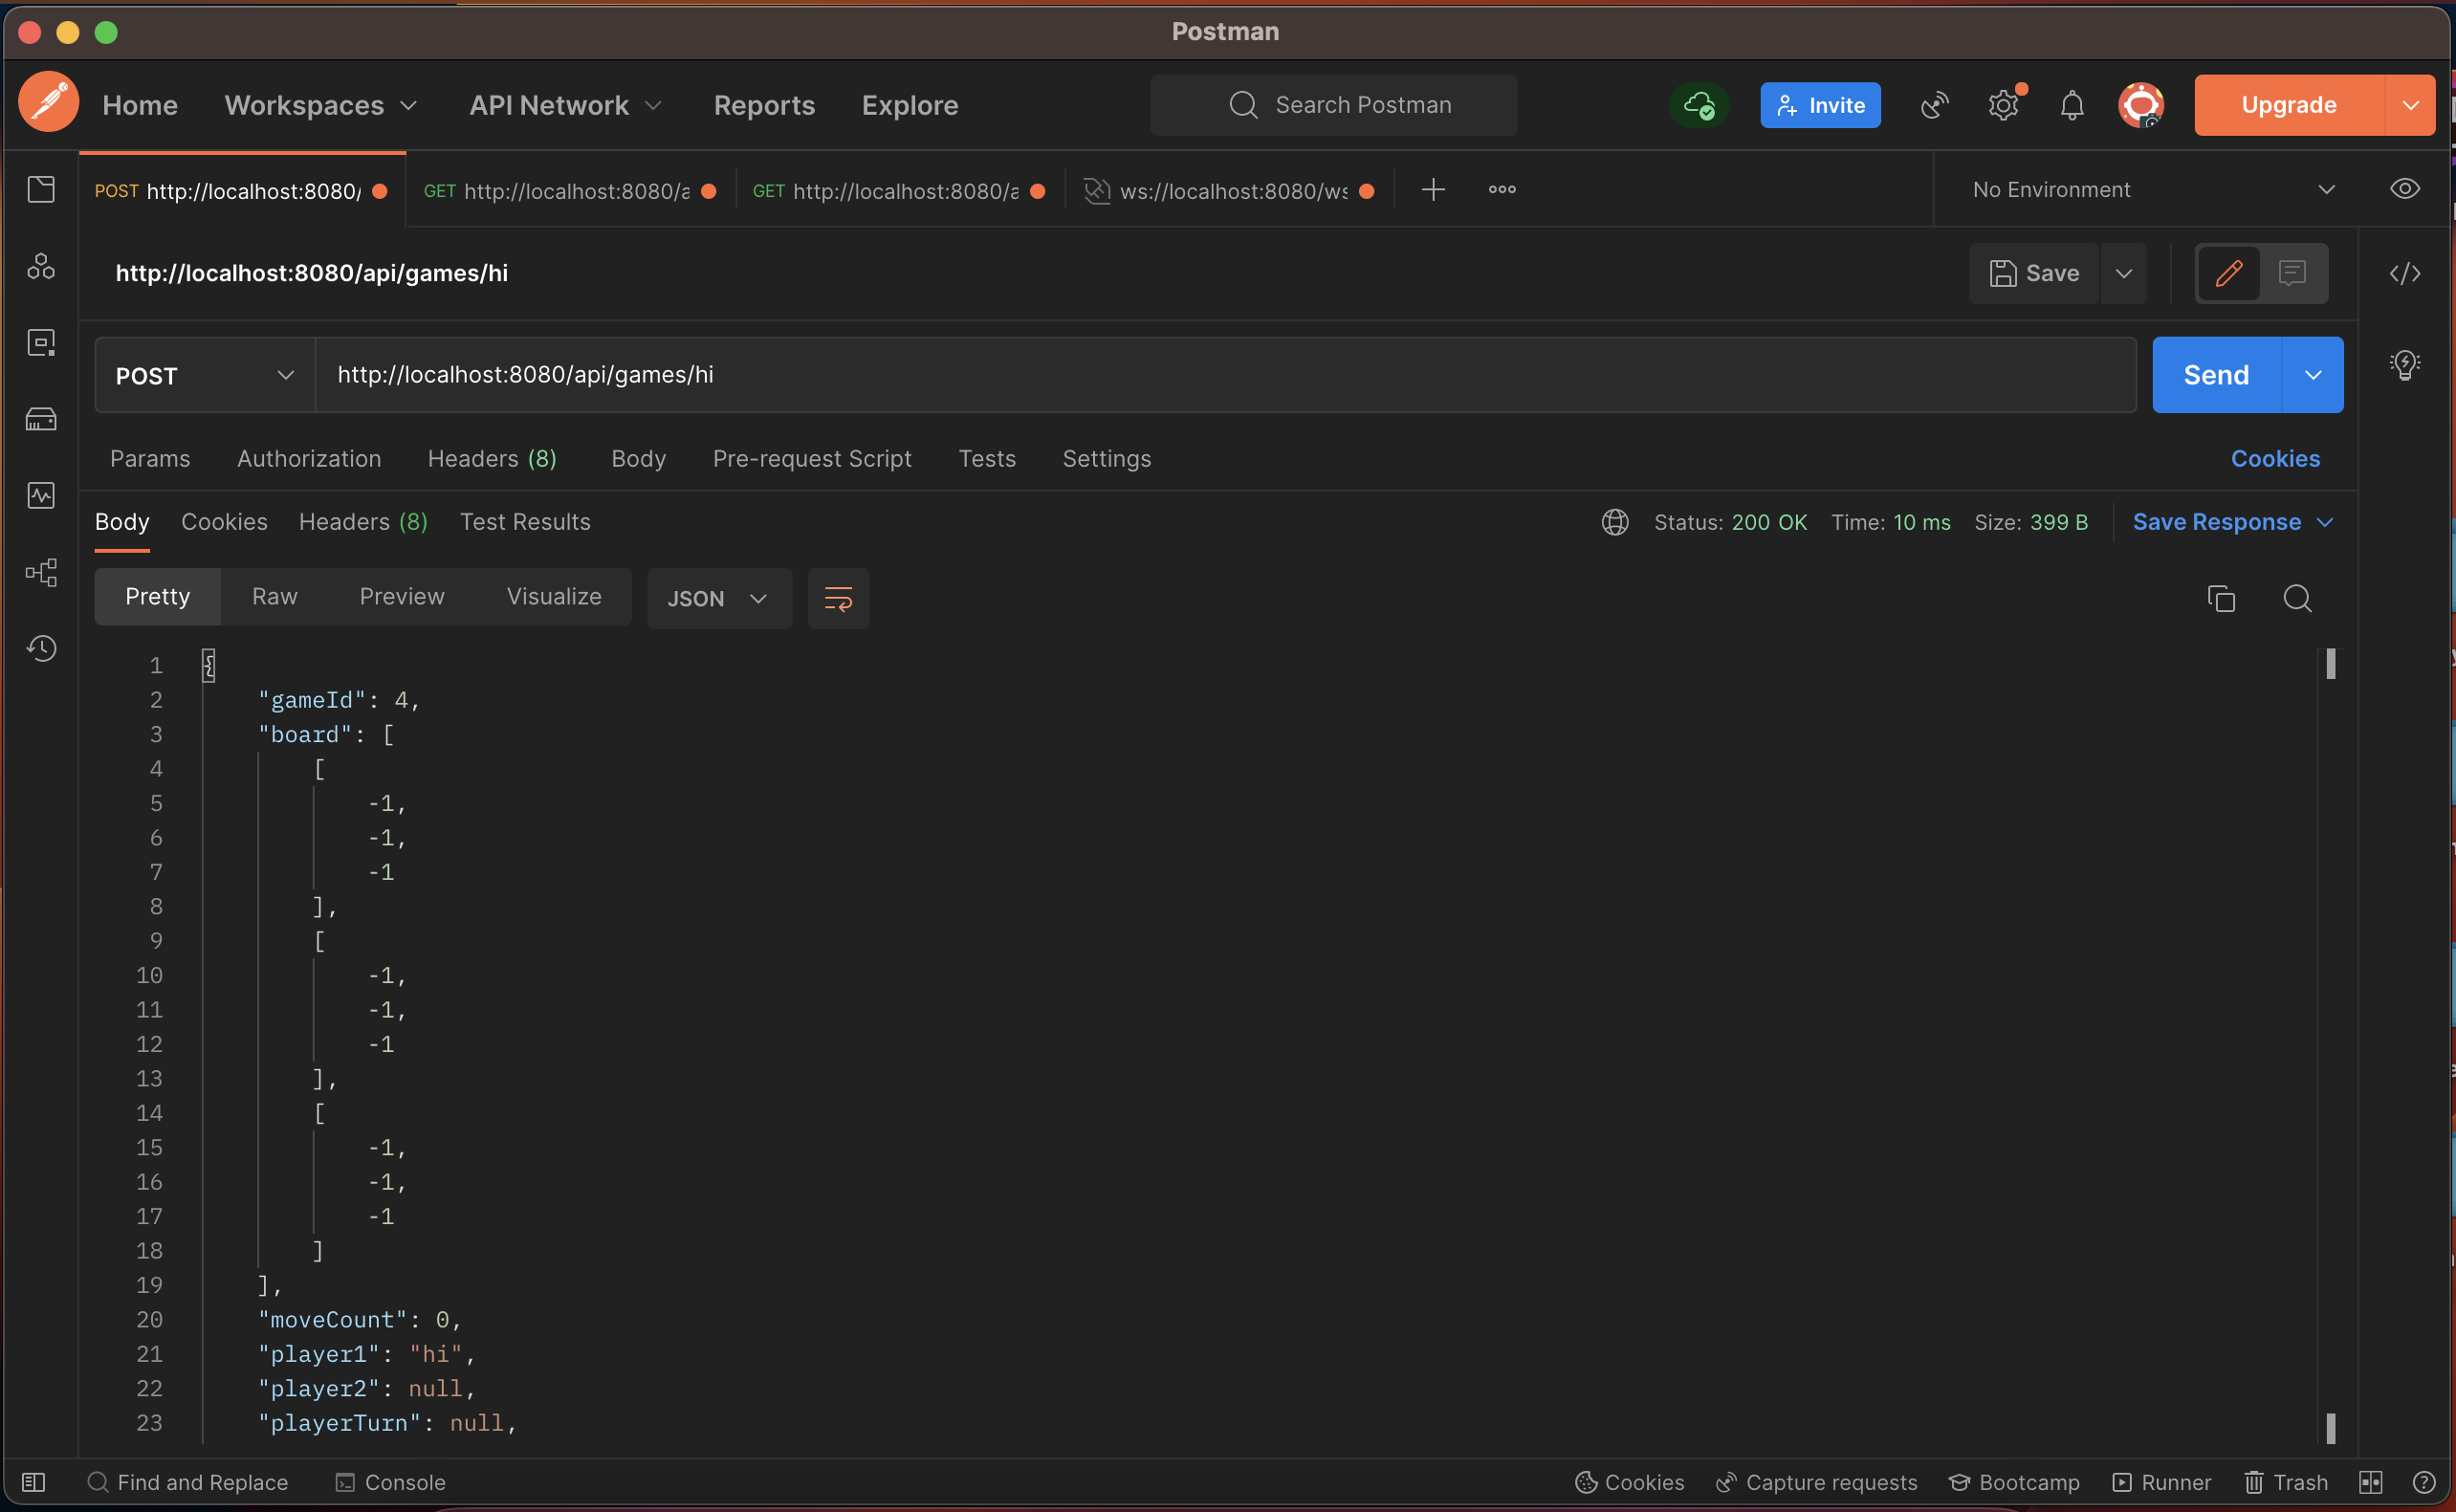 Postman
Home Workspaces API Network Reports Explore Search Postman Invite Upgrade
POST http://localhost:8080/ GET http://localhost:8080/a GET http://localhost:8080/a ws://localhost:8080/ws No Environment
http://localhost:8080/api/games/hi Save
POST http://localhost:8080/api/games/hi Send
Params Authorization Headers (8) Body Pre-request Script Tests Settings Cookies
Body Cookies Headers (8) Test Results Status: 200 OK Time: 10 ms Size: 399 B Save Response
Pretty Raw Preview Visualize JSON
1 {
2 "gameId": 4,
3 "board": [
4 [
5 -1,
6 -1,
7 -1
8 ],
9 [
10 -1,
11 -1,
12 -1
13 ],
14 [
15 -1,
16 -1,
17 -1
18 ]
19 ],
20 "moveCount": 0,
21 "player1": "hi",
22 "player2": null,
23 "playerTurn": null,
Find and Replace Console Cookies Capture requests Bootcamp Runner Trash